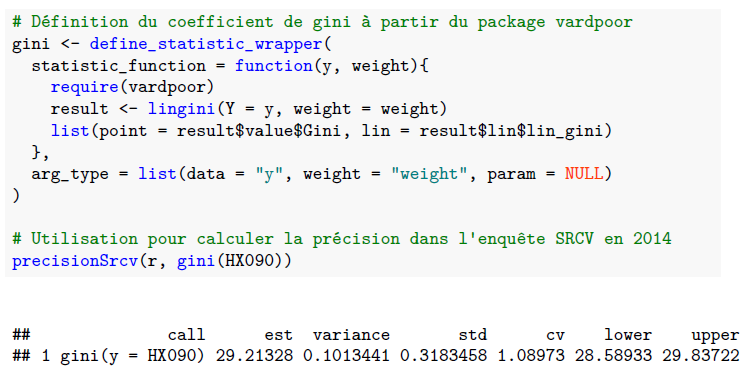 # Définition du coefficient de gini à partir du package vardpoor
gini <- define_statistic_wrapper(
  statistic_function = function(y, weight){
    require(vardpoor)
    result <- lingini(Y = y, weight = weight)
    list(point = result$value$Gini, lin = result$lin$lin_gini)
  },
  arg_type = list(data = "y", weight = "weight", param = NULL)
)
# Utilisation pour calculer la précision dans l'enquête SRCV en 2014
precisionSrcv(r, gini(HX090))
##              call      est  variance       std      cv    lower    upper
## 1 gini(y = HX090) 29.21328 0.1013441 0.3183458 1.08973 28.58933 29.83722